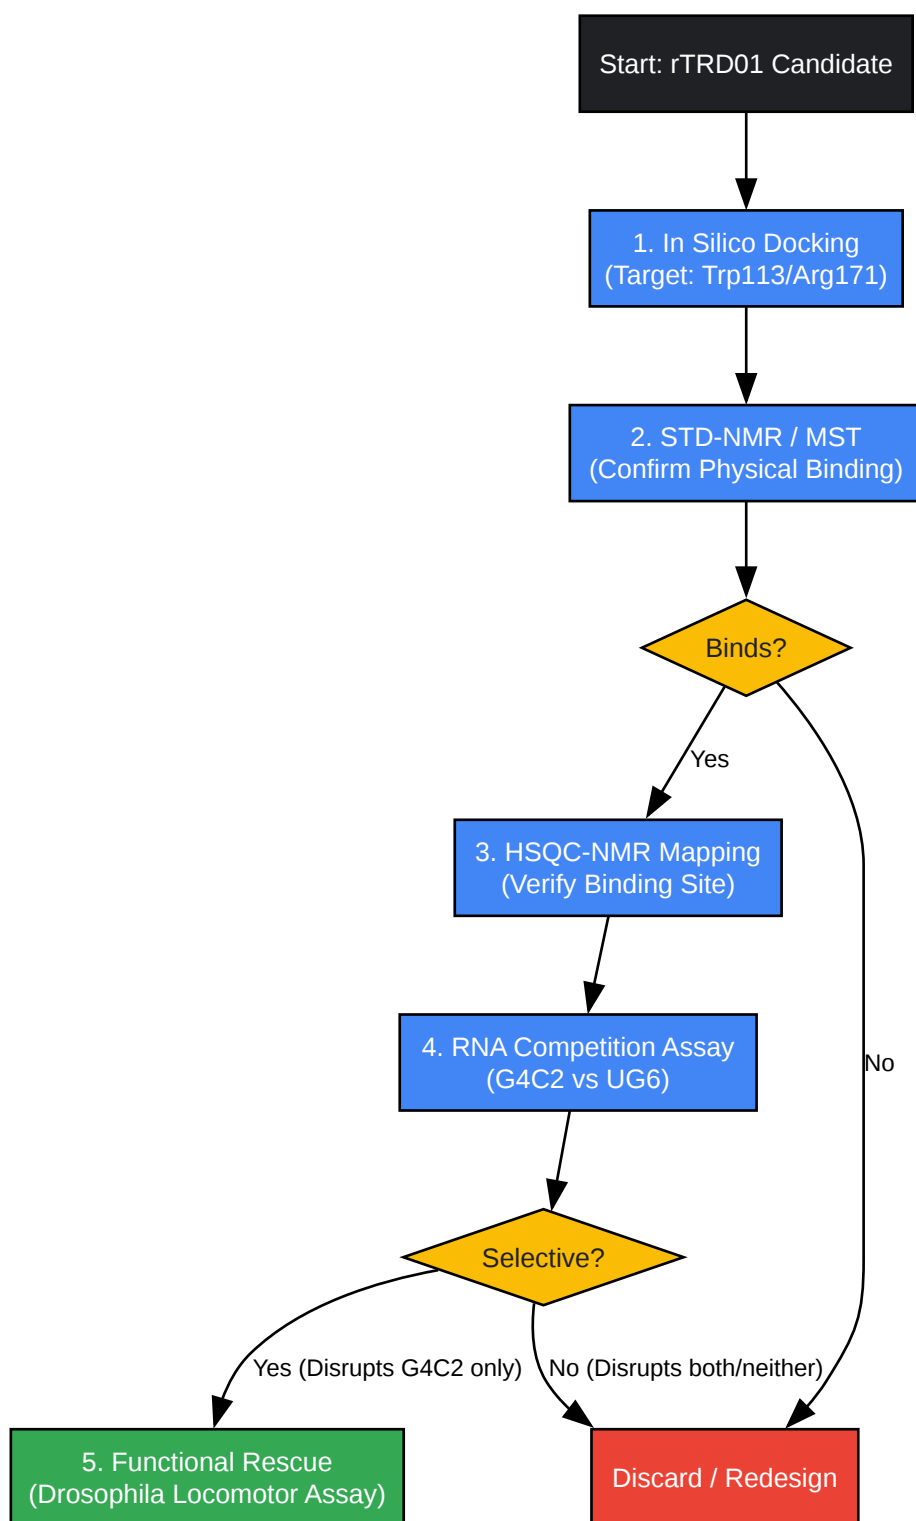 Start: rTRD01 Candidate
1. In Silico Docking
(Target: Trp113/Arg171)
2. STD-NMR / MST
(Confirm Physical Binding)
Binds?
Yes
3. HSQC-NMR Mapping
(Verify Binding Site)
4. RNA Competition Assay
(G4C2 vs UG6)
No
Selective?
Yes (Disrupts G4C2 only)
No (Disrupts both/neither)
5. Functional Rescue
(Drosophila Locomotor Assay)
Discard / Redesign